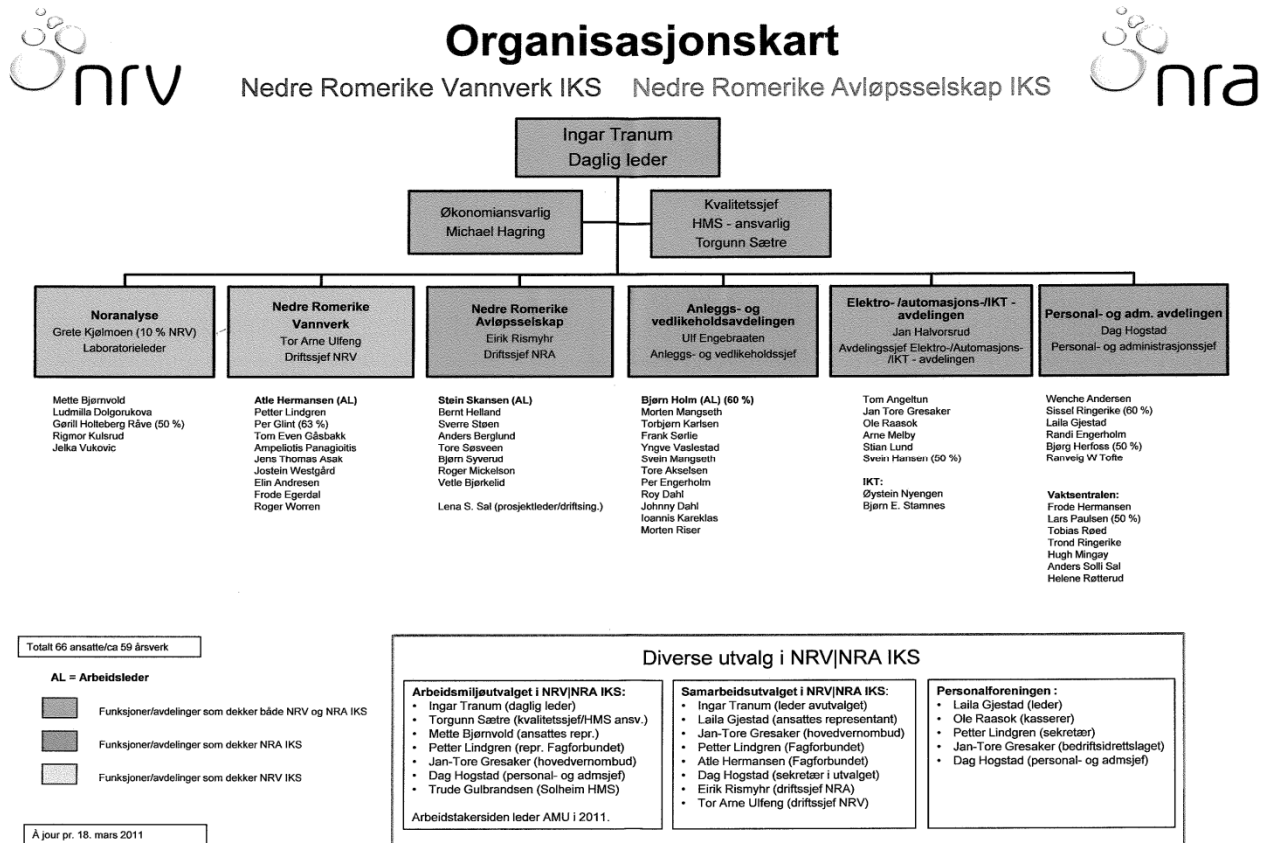 nrv
Organisasjonskart
nra
Nedre Romerike Vannverk IKS Nedre Romerike Avløpsselskap IKS
Ingar Tranum
Daglig leder
Økonomiansvarlig
Michael Hagring
Kvalitetssjef
HMS - ansvarlig
Torgunn Sætre
Noranalyse
Grete Kjølmoen (10 % NRV)
Laboratorieleder
Mette Bjørnvold
Ludmilla Dolgorukova
Gørill Holteberg Råve (50 %)
Rigmor Kulsrud
Jelka Vukovic
Nedre Romerike
Vannverk
Tor Arne Ulfeng
Driftssjef NRV
Atle Hermansen (AL)
Petter Lindgren
Per Glint (63 %)
Tom Even Gåsbakk
Ampeliotis Panagioitis
Jens Thomas Asak
Jostein Westgård
Elin Andresen
Frode Egerdal
Roger Worren
Nedre Romerike
Avløpsselskap
Eirik Rismyhr
Driftssjef NRA
Stein Skansen (AL)
Bernt Helland
Sverre Støen
Anders Berglund
Tore Søsveen
Bjørn Syverud
Roger Mickelson
Vetle Bjørkelid
Lena S. Sal (prosjektleder/driftsing.)
Anleggs- og
vedlikeholdsavdelingen
Ulf Engebraaten
Anleggs- og vedlikeholdssjef
Bjørn Holm (AL) (60 %)
Morten Mangseth
Torbjørn Karlsen
Frank Sørlie
Yngve Vaslestad
Svein Mangseth
Tore Akselsen
Per Engerholm
Roy Dahl
Johnny Dahl
Ioannis Kareklas
Morten Riser
Elektro- /automasjons-/IKT -
avdelingen
Jan Halvorsrud
Avdelingssjef Elektro-/Automasjons-
/IKT - avdelingen
Tom Angeltun
Jan Tore Gresaker
Ole Raasok
Arne Melby
Stian Lund
Svein Hansen (50 %)
IKT:
Øystein Nyengen
Bjørn E. Stamnes
Personal- og adm. avdelingen
Dag Hogstad
Personal- og administrasjonssjef
Wenche Andersen
Sissel Ringerike (60 %)
Laila Gjestad
Randi Engerholm
Bjørg Herfoss (50 %)
Ranveig W Tofte
Vaktsentralen:
Frode Hermansen
Lars Paulsen (50 %)
Tobias Røed
Trond Ringerike
Hugh Mingay
Anders Solli Sal
Helene Røtterud
Totalt 66 ansatte/ca 59 årsverk
AL = Arbeidsleder
Funksjoner/avdelinger som dekker både NRV og NRA IKS
Funksjoner/avdelinger som dekker NRA IKS
Funksjoner/avdelinger som dekker NRV IKS
À jour pr. 18. mars 2011
Diverse utvalg i NRV|NRA IKS
Arbeidsmiljøutvalget i NRV|NRA IKS:
• Ingar Tranum (daglig leder)
• Torgunn Sætre (kvalitetssjef/HMS ansv.)
• Mette Bjørnvold (ansattes repr.)
• Petter Lindgren (repr. Fagforbundet)
• Jan-Tore Gresaker (hovedvernombud)
• Dag Hogstad (personal- og admsjef)
• Trude Gulbrandsen (Solheim HMS)
Arbeidstakersiden leder AMU i 2011.
Samarbeidsutvalget i NRV|NRA IKS:
• Ingar Tranum (leder avutvalget)
• Laila Gjestad (ansattes representant)
• Jan-Tore Gresaker (hovedvernombud)
• Petter Lindgren (Fagforbundet)
• Atle Hermansen (Fagforbundet)
• Dag Hogstad (sekretær i utvalget)
• Eirik Rismyhr (driftssjef NRA)
• Tor Arne Ulfeng (driftssjef NRV)
Personalforeningen :
• Laila Gjestad (leder)
• Ole Raasok (kasserer)
• Petter Lindgren (sekretær)
• Jan-Tore Gresaker (bedriftsidrettslaget)
• Dag Hogstad (personal- og admsjef)